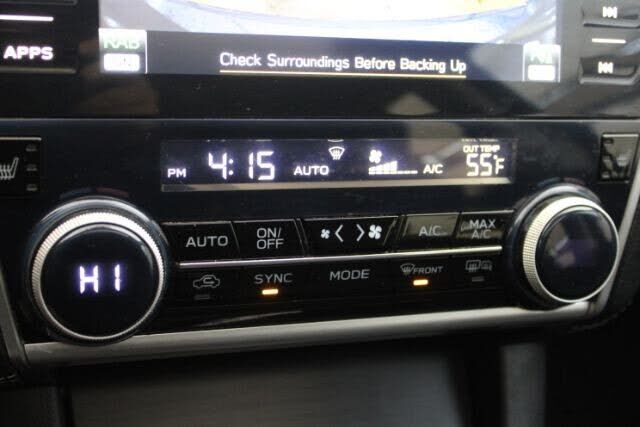 APPS
RAB
Check Surroundings Before Backing Up
PM 4:15 AUTO A/C OUT TEMP 55°F
AUTO ON/OFF A/C MAX A/C
HI
SYNC MODE FRONT